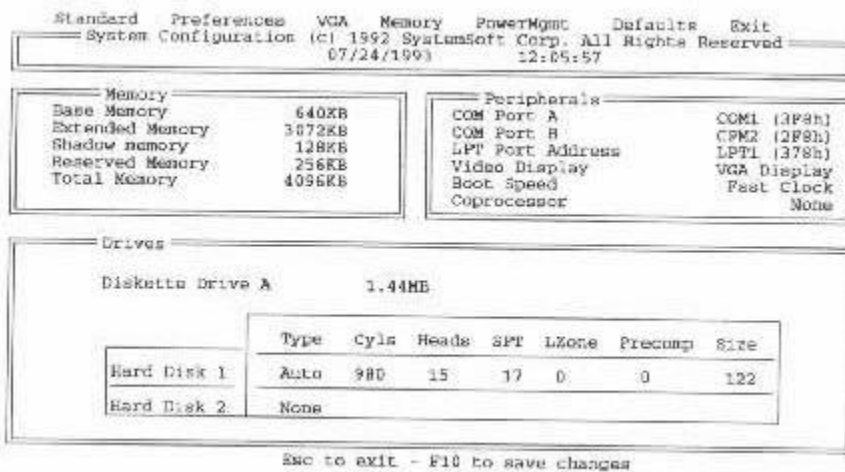 Standard Preferences VGA Memory PowerMgmt Defaults Exit
System Configuration (c) 1992 SystemSoft Corp. All Rights Reserved
07/24/1993 12:05:57
Memory
Base Memory 640KB
Extended Memory 3072KB
Shadow memory 128KB
Reserved Memory 256KB
Total Memory 4096KB
Peripherals
COM Port A COM1 (3F8h)
COM Port B COM2 (2F8h)
LPT Port Address LPT1 (378h)
Video Display VGA Display
Boot Speed Fast Clock
Coprocessor None
Drives
Diskette Drive A 1.44MB
Type Cyls Heads SPT LZone Precomp Size
Hard Disk 1 Auto 980 15 17 0 0 122
Hard Disk 2 None
Esc to exit - F10 to save changes